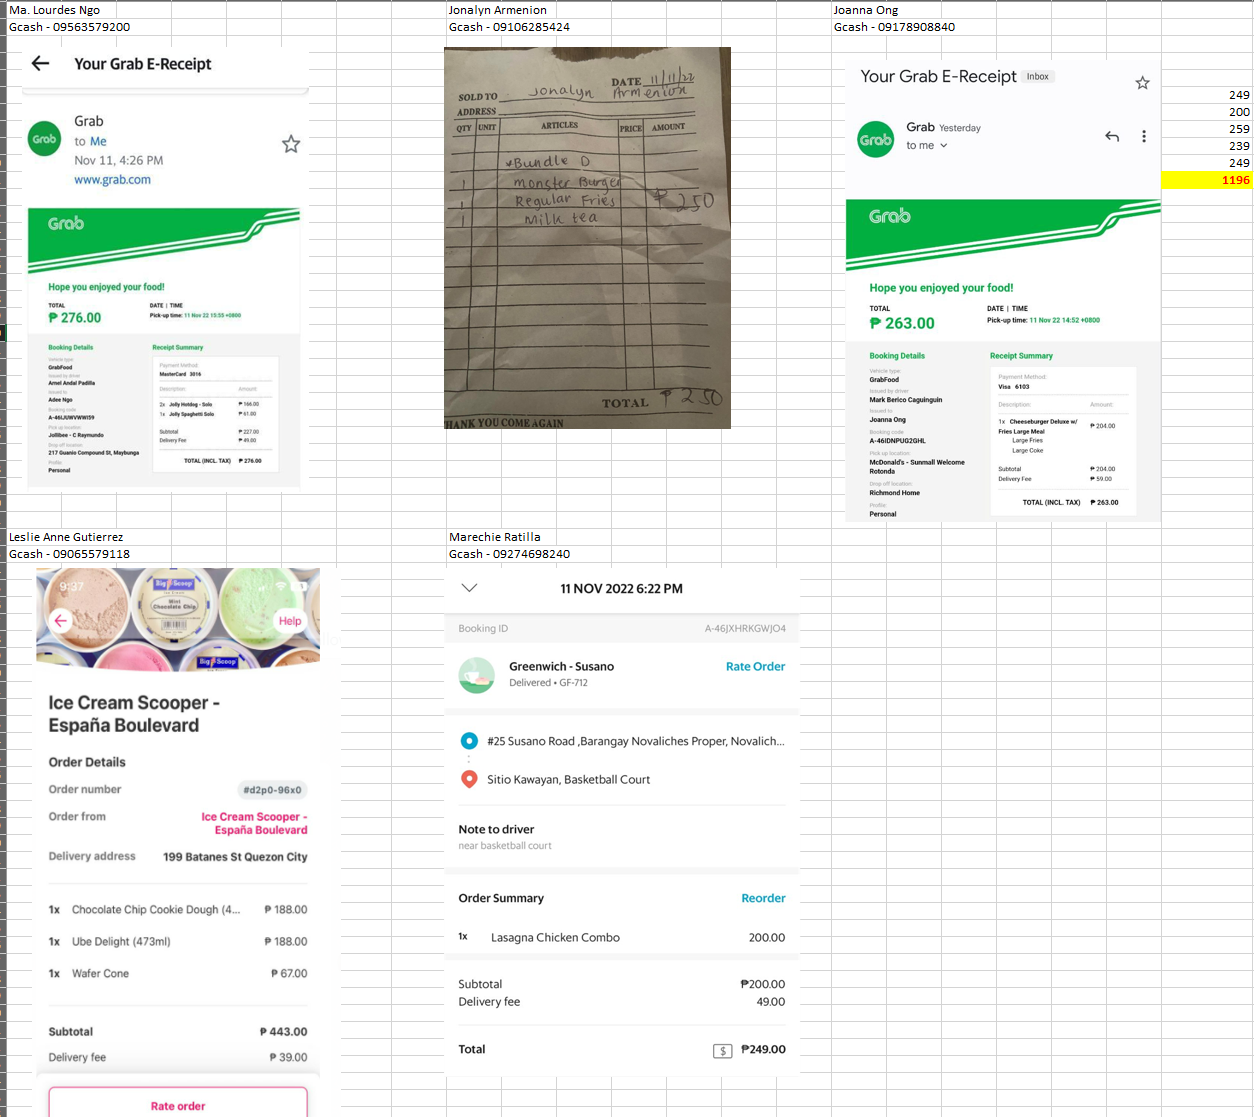 Ma. Lourdes Ngo
Gcash - 09563579200
Your Grab E-Receipt
Grab
Grab
to Me
Nov 11, 4:26 PM
www.grab.com
Grab
Hope you enjoyed your food!
TOTAL
₱ 276.00
DATE | TIME
Pick-up time: 11 Nov 22 15:55 +0800
Booking Details
Vehicle type:
GrabFood
Issued by driver
Arnel Andal Padilla
Issued to
Adee Ngo
Booking code
A-46IJUWVWWI59
Pick up location:
Jollibee - C Raymundo
Drop off location:
217 Guanio Compound St, Maybunga
Profile:
Personal
Receipt Summary
Payment Method:
MasterCard 3016
Description: Amount:
2x Jolly Hotdog - Solo ₱ 166.00
1x Jolly Spaghetti Solo ₱ 61.00
Subtotal ₱ 227.00
Delivery Fee ₱ 49.00
TOTAL (INCL. TAX) ₱ 276.00
Jonalyn Armenion
Gcash - 09106285424
DATE 11/11/22
SOLD TO Jonalyn Armenion
ADDRESS
QTY UNIT ARTICLES PRICE AMOUNT
*Bundle D
1 monster Burger
1 Regular Fries ₱ 250
1 Milk tea
TOTAL ₱ 250
HANK YOU COME AGAIN
Joanna Ong
Gcash - 09178908840
Your Grab E-Receipt Inbox
Grab
Grab Yesterday
to me
Grab
Hope you enjoyed your food!
TOTAL
₱ 263.00
DATE | TIME
Pick-up time: 11 Nov 22 14:52 +0800
Booking Details
Vehicle type:
GrabFood
Issued by driver
Mark Berico Caguinguin
Issued to
Joanna Ong
Booking code
A-46IDNPUG2GHL
Pick up location:
McDonald's - Sunmall Welcome
Rotonda
Drop off location:
Richmond Home
Profile:
Personal
Receipt Summary
Payment Method:
Visa 6103
Description: Amount:
1x Cheeseburger Deluxe w/ ₱ 204.00
Fries Large Meal
Large Fries
Large Coke
Subtotal ₱ 204.00
Delivery Fee ₱ 59.00
TOTAL (INCL. TAX) ₱ 263.00
249
200
259
239
249
1196
Leslie Anne Gutierrez
Gcash - 09065579118
9:37
Big Scoop
Mint
Chocolate Chip
Help
Big Scoop
Ice Cream Scooper -
España Boulevard
Order Details
Order number #d2p0-96x0
Order from Ice Cream Scooper -
España Boulevard
Delivery address 199 Batanes St Quezon City
1x Chocolate Chip Cookie Dough (4... ₱ 188.00
1x Ube Delight (473ml) ₱ 188.00
1x Wafer Cone ₱ 67.00
Subtotal ₱ 443.00
Delivery fee ₱ 39.00
Rate order
Marechie Ratilla
Gcash - 09274698240
11 NOV 2022 6:22 PM
Booking ID A-46JXHRKGWJO4
Greenwich - Susano Rate Order
Delivered • GF-712
#25 Susano Road ,Barangay Novaliches Proper, Novalich...
Sitio Kawayan, Basketball Court
Note to driver
near basketball court
Order Summary Reorder
1x Lasagna Chicken Combo 200.00
Subtotal ₱200.00
Delivery fee 49.00
Total $ ₱249.00